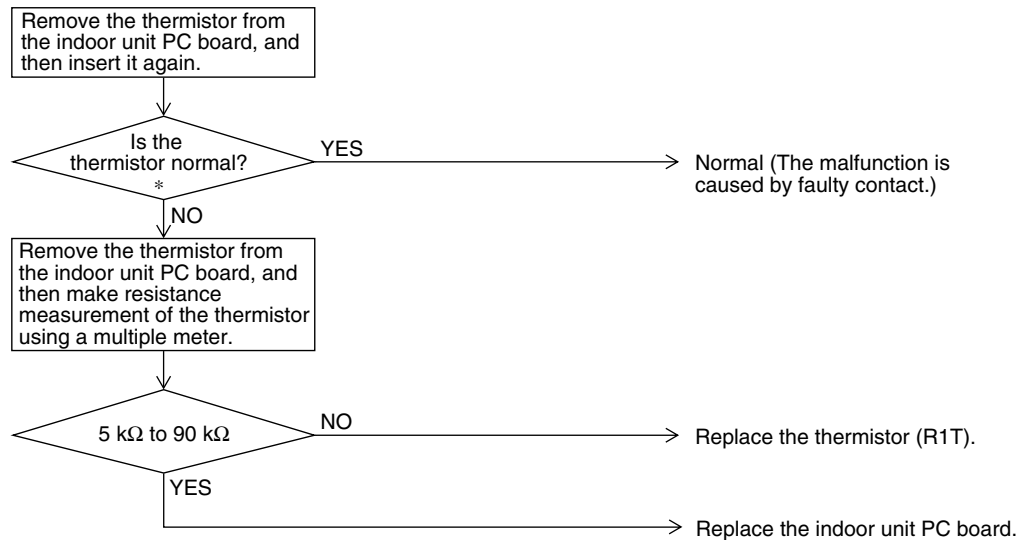 Remove the thermistor from
the indoor unit PC board, and
then insert it again.
Is the
thermistor normal?
*
YES
Normal (The malfunction is
caused by faulty contact.)
NO
Remove the thermistor from
the indoor unit PC board, and
then make resistance
measurement of the thermistor
using a multiple meter.
5 kΩ to 90 kΩ
NO
Replace the thermistor (R1T).
YES
Replace the indoor unit PC board.